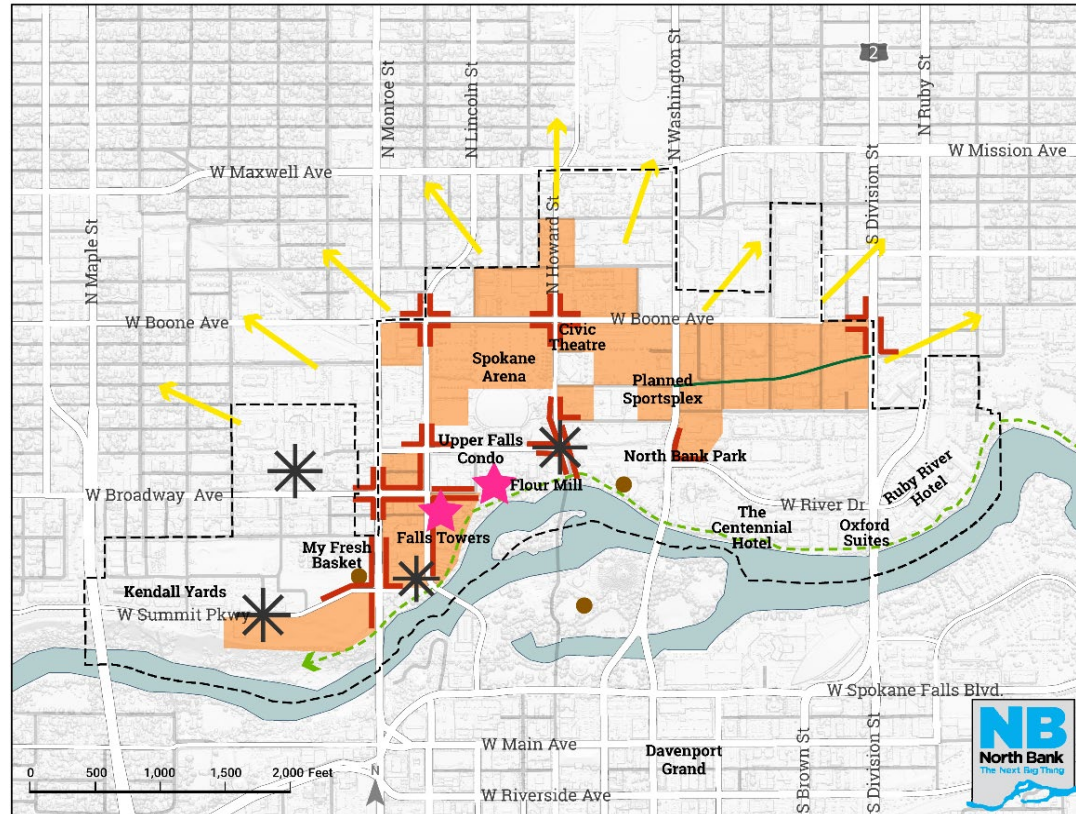 2
N Ruby St
N Monroe St
N Lincoln St
N Washington St
W Mission Ave
W Maxwell Ave
S Division St
N Maple St
N Howard St
W Boone Ave
W Boone Ave
Civic
Theatre
Spokane
Arena
Planned
Sportsplex
Upper Falls
Condo
North Bank Park
Flour Mill
W Broadway Ave
Ruby River
Hotel
W River Dr
The
Centennial
Hotel
Oxford
Suites
Falls Towers
My Fresh
Basket
Kendall Yards
W Summit Pkwy
W Spokane Falls Blvd.
W Main Ave
Davenport
Grand
S Brown St
S Division St
W Riverside Ave
0 500 1,000 1,500 2,000 Feet
N
NB
North Bank
The Next Big Thing